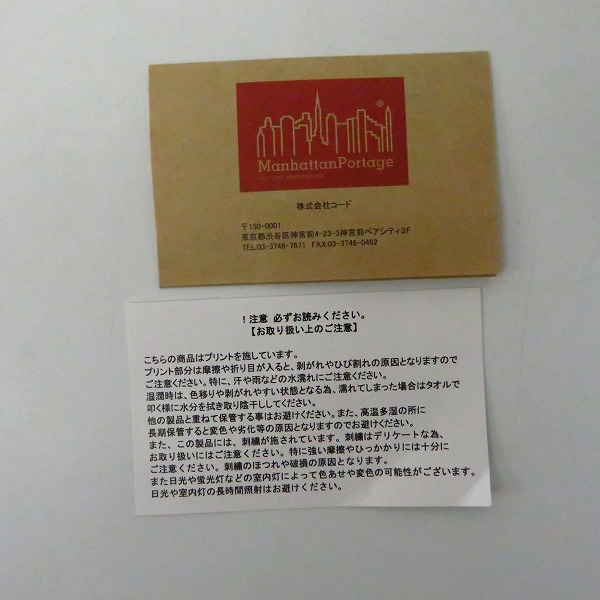 ®
ManhattanPortage
株式会社コード
〒150-0001
東京都渋谷区神宮前4-23-3神宮前ペアシティ3F
TEL:03-3746-7671 FAX:03-3746-0462
！注意 必ずお読みください。
【お取り扱い上のご注意】
こちらの商品はプリントを施しています。
プリント部分は摩擦や折り目が入ると、剥がれやひび割れの原因となりますので
ご注意ください。特に、汗や雨などの水濡れにご注意ください。
湿潤時は、色移りや剥がれやすい状態となる為、濡れてしまった場合はタオルで
叩く様に水分を拭き取り陰干ししてください。
他の製品と重ねて保管する事はお避けください。また、高温多湿の所に
長期保管すると変色や劣化等の原因となりますのでお避けください。
また、この製品には、刺繍が施されています。刺繍はデリケートな為、
お取り扱いにはご注意ください。特に強い摩擦やひっかかりには十分に
ご注意ください。刺繍のほつれや破損の原因となります。
また日光や蛍光灯などの室内灯によって色あせや変色の可能性がございます。
日光や室内灯の長時間照射はお避けください。